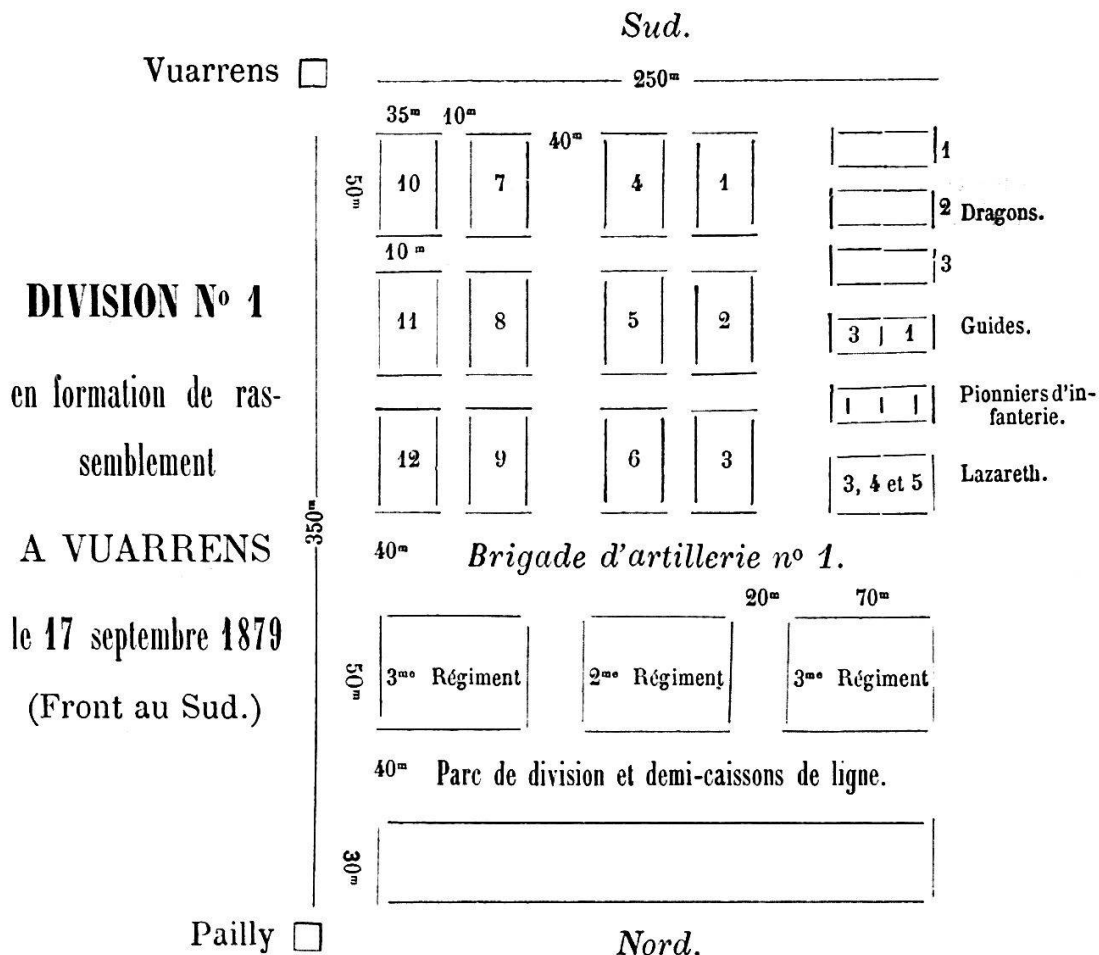 Sud.
Vuarrens
250m
35m 10m
40m
50m
10 7 4 1
1
2 Dragons.
3
10 m
11 8 5 2
3 1
Guides.
Pionniers d'in-
fanterie.
12 9 6 3
3, 4 et 5
Lazareth.
DIVISION No 1
en formation de ras-
semblement
A VUARRENS
le 17 septembre 1879
(Front au Sud.)
350m
40m Brigade d'artillerie no 1.
20m 70m
50m
3me Régiment 2me Régiment 3me Régiment
40m Parc de division et demi-caissons de ligne.
30m
Pailly
Nord.